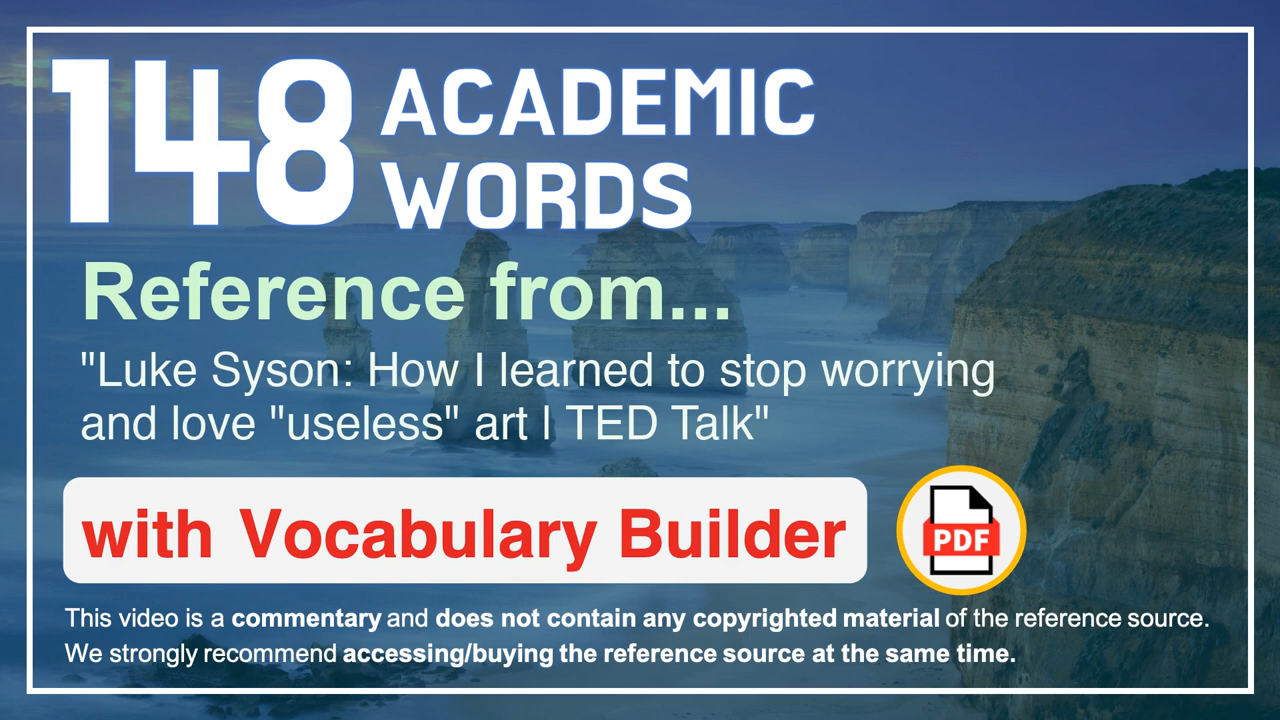 148 ACADEMIC
WORDS
Reference from...
"Luke Syson: How I learned to stop worrying
and love "useless" art | TED Talk"
with Vocabulary Builder
PDF
This video is a commentary and does not contain any copyrighted material of the reference source.
We strongly recommend accessing/buying the reference source at the same time.